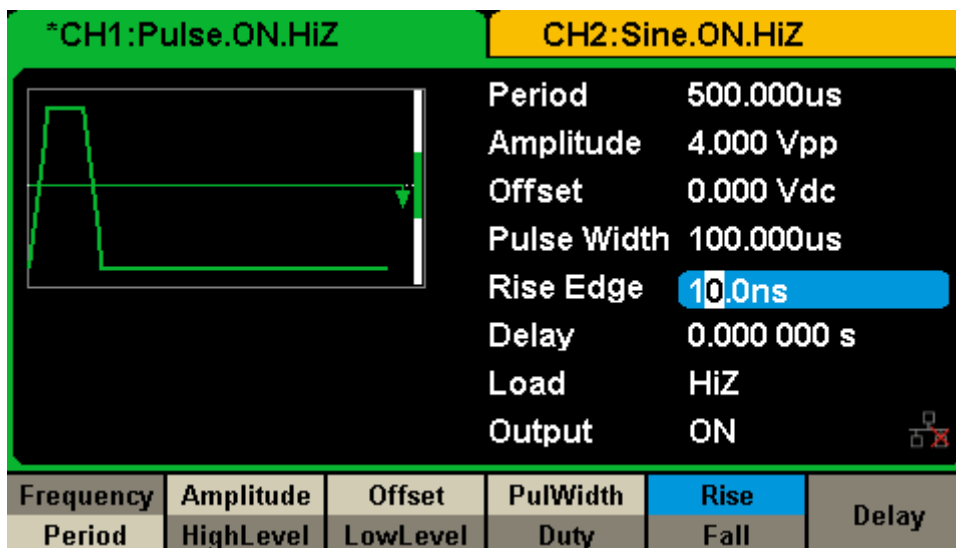 *CH1:Pulse.ON.HiZ CH2:Sine.ON.HiZ
Period 500.000us
Amplitude 4.000 Vpp
Offset 0.000 Vdc
Pulse Width 100.000us
Rise Edge 10.0ns
Delay 0.000 000 s
Load HiZ
Output ON
Frequency Amplitude Offset PulWidth Rise Delay
Period HighLevel LowLevel Duty Fall